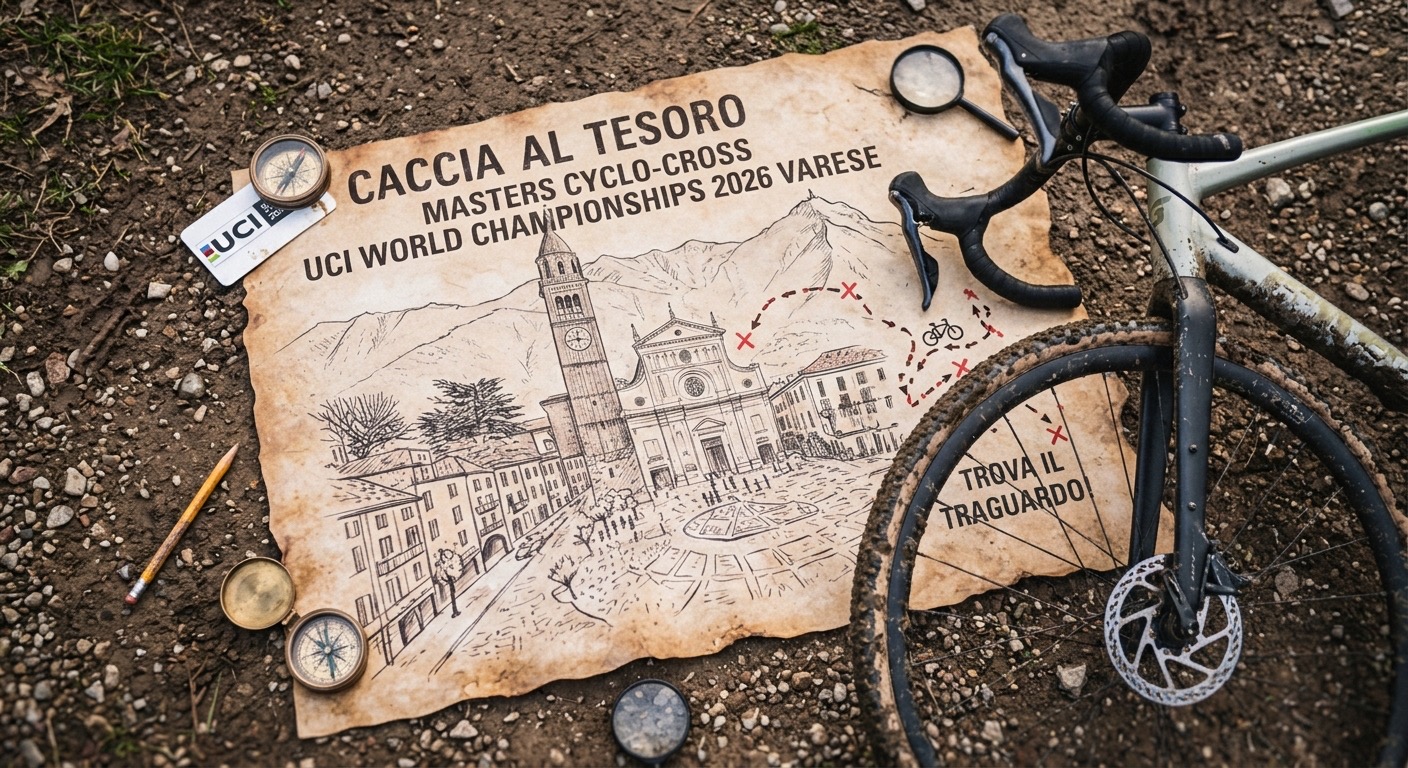 CACCIA AL TESORO
MASTERS CYCLO-CROSS
UCI WORLD CHAMPIONSHIPS 2026 VARESE
UCI
TROVA IL
TRAGUARDO!